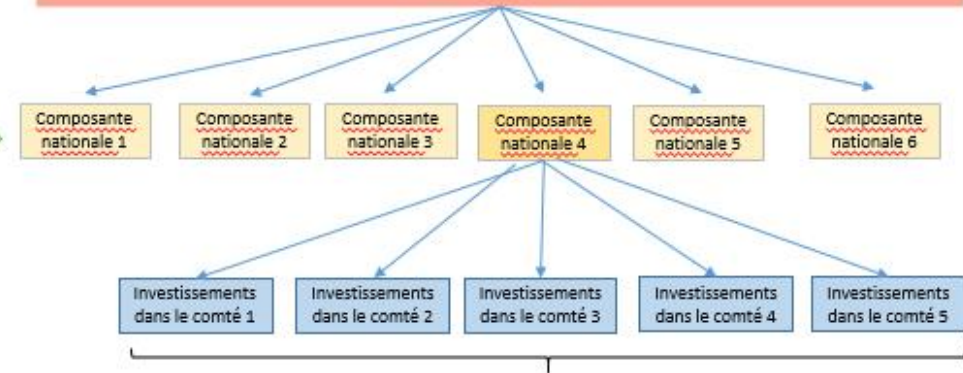 Composante
nationale 1
Composante
nationale 2
Composante
nationale 3
Composante
nationale 4
Composante
nationale 5
Composante
nationale 6
Investissements
dans le comté 1
Investissements
dans le comté 2
Investissements
dans le comté 3
Investissements
dans le comté 4
Investissements
dans le comté 5